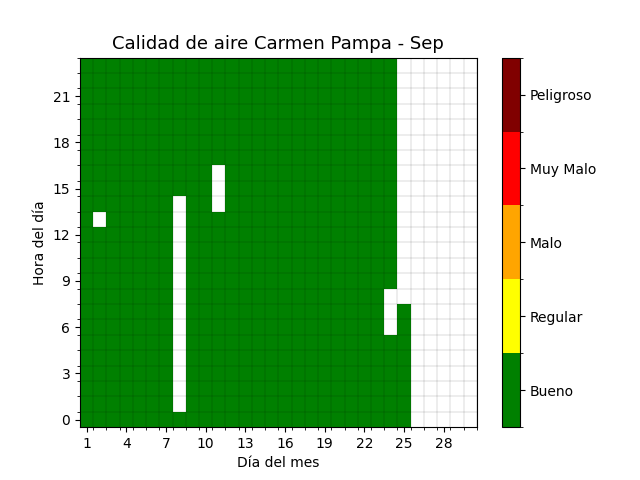 Calidad de aire Carmen Pampa - Sep
Hora del día
21
18
15
12
9
6
3
0
1 4 7 10 13 16 19 22 25 28
Día del mes
Peligroso
Muy Malo
Malo
Regular
Bueno